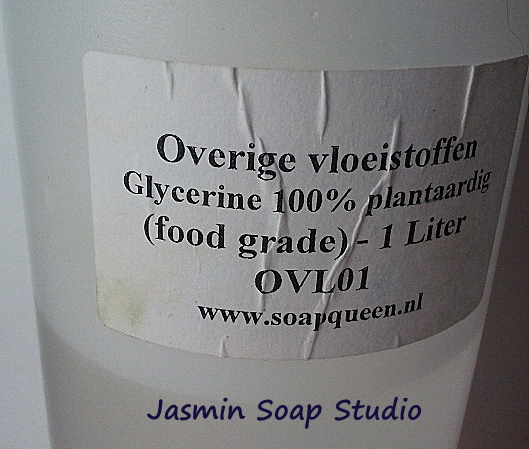 Overige vloeistoffen
Glycerine 100% plantaardig
(food grade) - 1 Liter
OVL01
www.soapqueen.nl
Jasmin Soap Studio